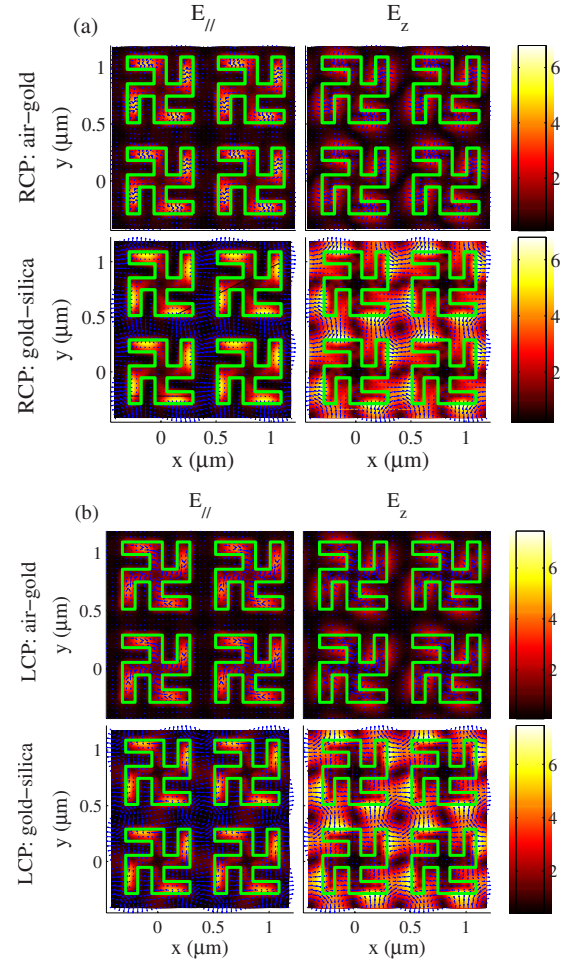 (a)
E// Ez
RCP: air-gold
y (μm)
1
0.5
0
6
4
2
RCP: gold-silica
y (μm)
1
0.5
0
6
4
2
0 0.5 1 0 0.5 1
x (μm) x (μm)
(b)
E// Ez
LCP: air-gold
y (μm)
1
0.5
0
6
4
2
LCP: gold-silica
y (μm)
1
0.5
0
6
4
2
0 0.5 1 0 0.5 1
x (μm) x (μm)